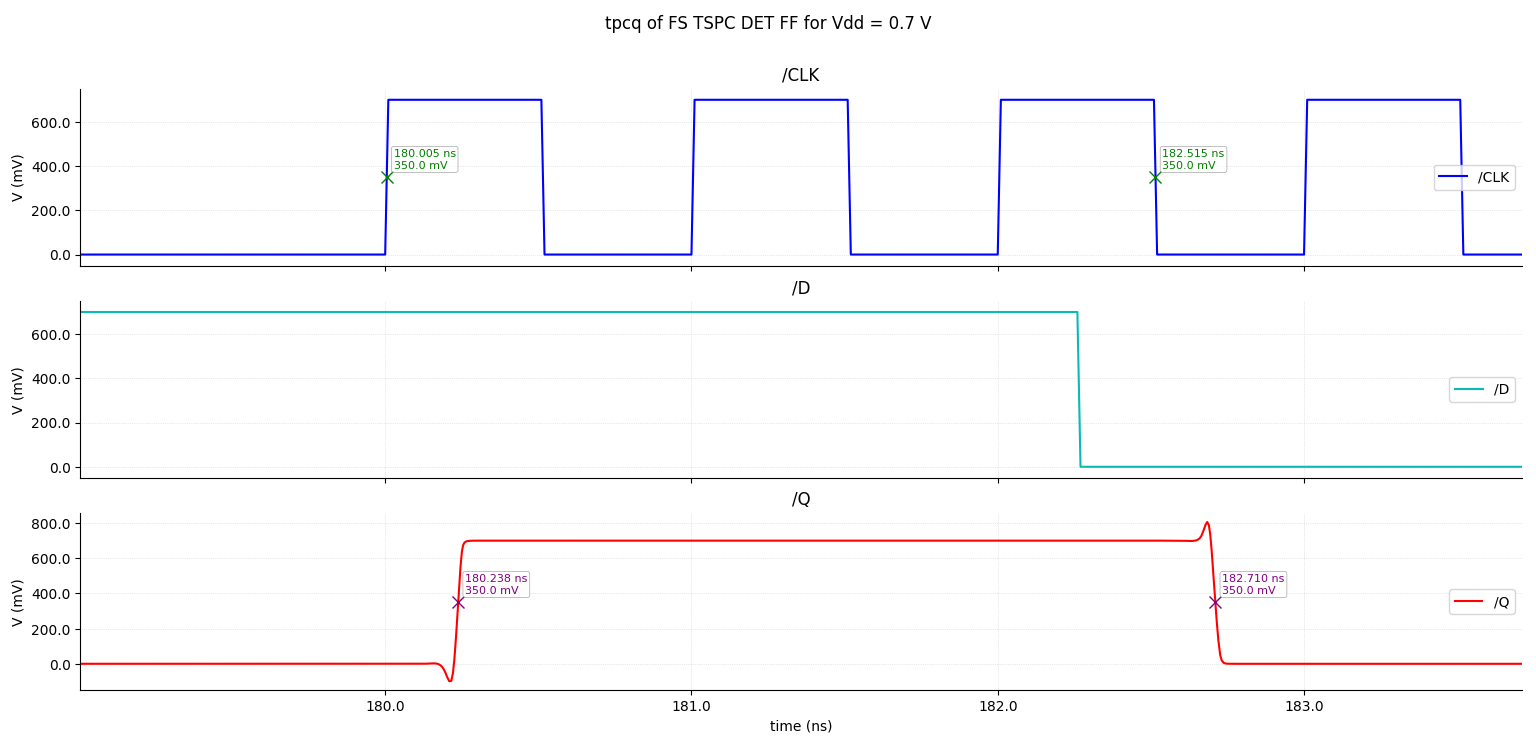 tpcq of FS TSPC DET FF for Vdd = 0.7 V
/CLK
V (mV)
600.0
400.0
200.0
0.0
180.005 ns
350.0 mV
182.515 ns
350.0 mV
/CLK
/D
V (mV)
600.0
400.0
200.0
0.0
/D
/Q
V (mV)
800.0
600.0
400.0
200.0
0.0
180.238 ns
350.0 mV
182.710 ns
350.0 mV
/Q
180.0
181.0
182.0
183.0
time (ns)